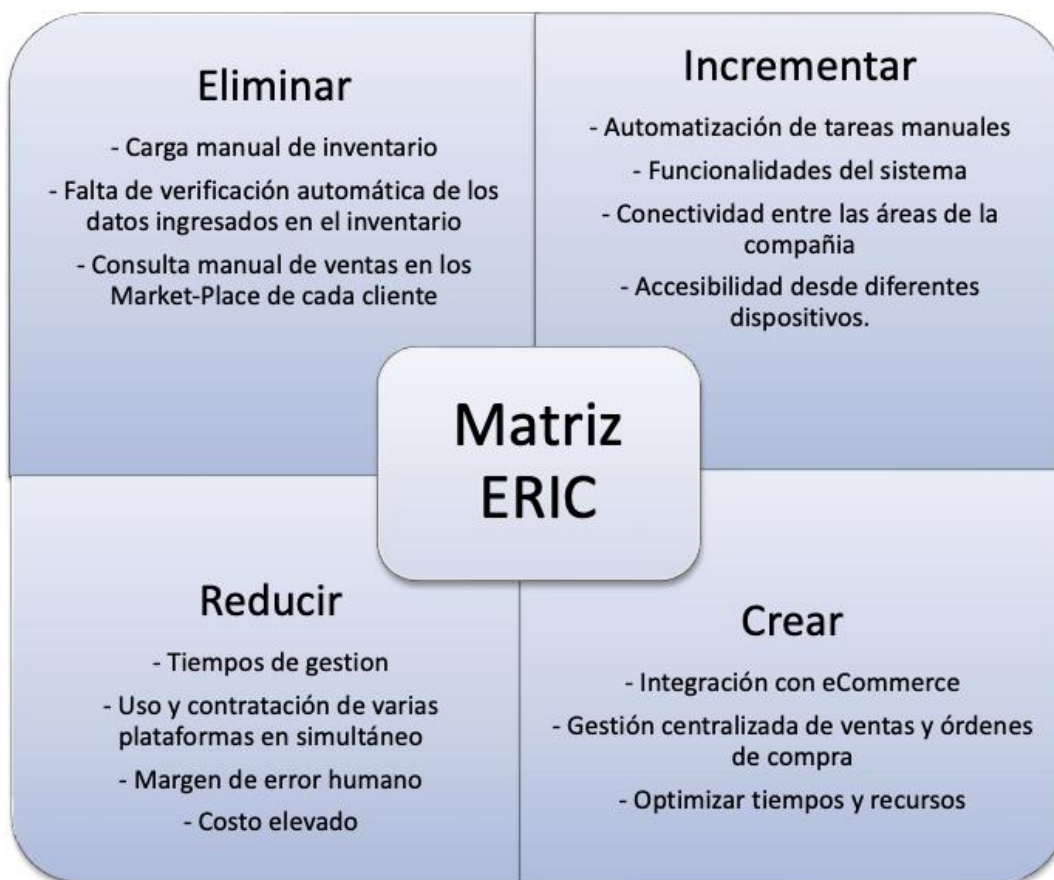 Eliminar
- Carga manual de inventario
- Falta de verificación automática de los
datos ingresados en el inventario
- Consulta manual de ventas en los
Market-Place de cada cliente
Incrementar
- Automatización de tareas manuales
- Funcionalidades del sistema
- Conectividad entre las áreas de la
compañia
- Accesibilidad desde diferentes
dispositivos.
Matriz
ERIC
Reducir
- Tiempos de gestion
- Uso y contratación de varias
plataformas en simultáneo
- Margen de error humano
- Costo elevado
Crear
- Integración con eCommerce
- Gestión centralizada de ventas y órdenes
de compra
- Optimizar tiempos y recursos